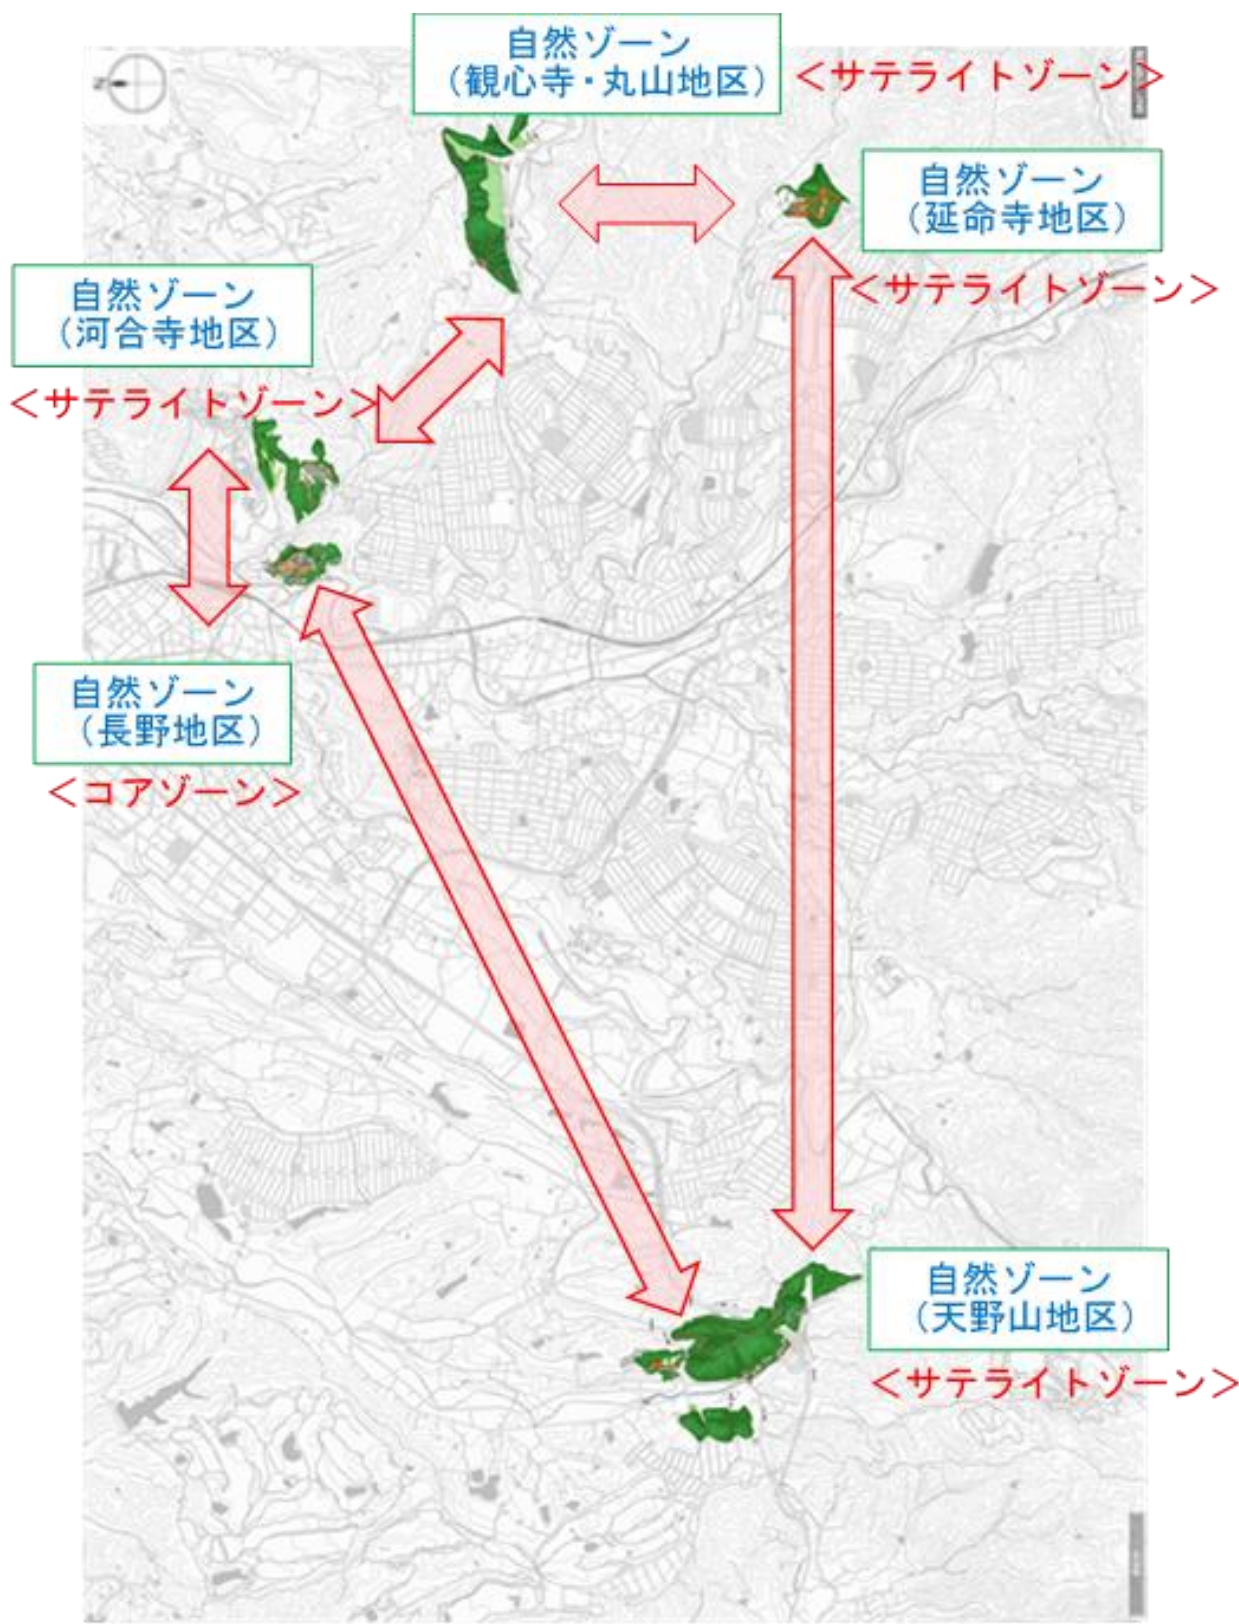 自然ゾーン
（観心寺・丸山地区）
＜サテライトゾーン＞
自然ゾーン
（延命寺地区）
＜サテライトゾーン＞
自然ゾーン
（河合寺地区）
＜サテライトゾーン＞
自然ゾーン
（長野地区）
＜コアゾーン＞
自然ゾーン
（天野山地区）
＜サテライトゾーン＞